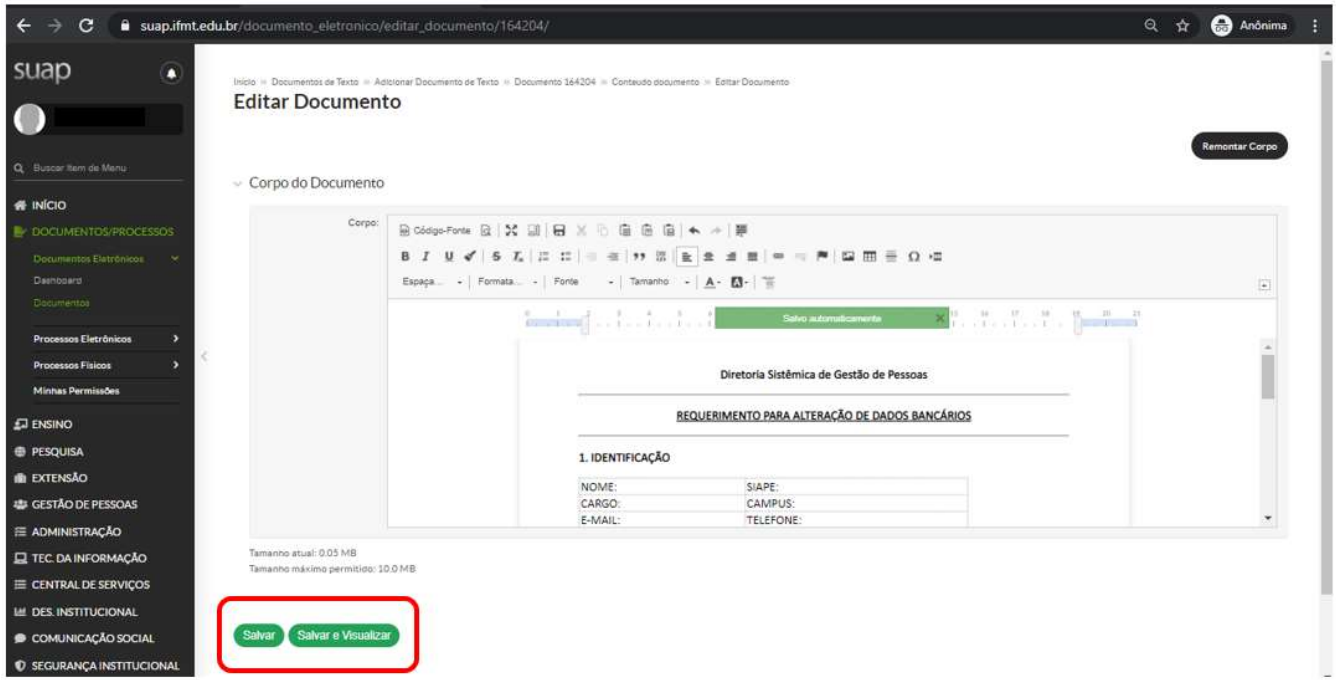 suap.ifmt.edu.br/documento_eletronico/editar_documento/164204/
Anônima
suap
Buscar Item de Menu
INÍCIO
DOCUMENTOS/PROCESSOS
Documentos Eletrônicos
Dashboard
Documentos
Processos Eletrônicos
Processos Físicos
Minhas Permissões
ENSINO
PESQUISA
EXTENSÃO
GESTÃO DE PESSOAS
ADMINISTRAÇÃO
TEC. DA INFORMAÇÃO
CENTRAL DE SERVIÇOS
DES. INSTITUCIONAL
COMUNICAÇÃO SOCIAL
SEGURANÇA INSTITUCIONAL
Início » Documentos de Texto » Adicionar Documento de Texto » Documento 164204 » Conteudo documento » Editar Documento
Editar Documento
Remontar Corpo
Corpo do Documento
Corpo:
Código-Fonte
B I U S
Espaça... Formata... Fonte Tamanho A A
Salvo automaticamente
Diretoria Sistêmica de Gestão de Pessoas
REQUERIMENTO PARA ALTERAÇÃO DE DADOS BANCÁRIOS
1. IDENTIFICAÇÃO
NOME: SIAPE:
CARGO: CAMPUS:
E-MAIL: TELEFONE:
Tamanho atual: 0.05 MB
Tamanho máximo permitido: 10.0 MB
Salvar Salvar e Visualizar